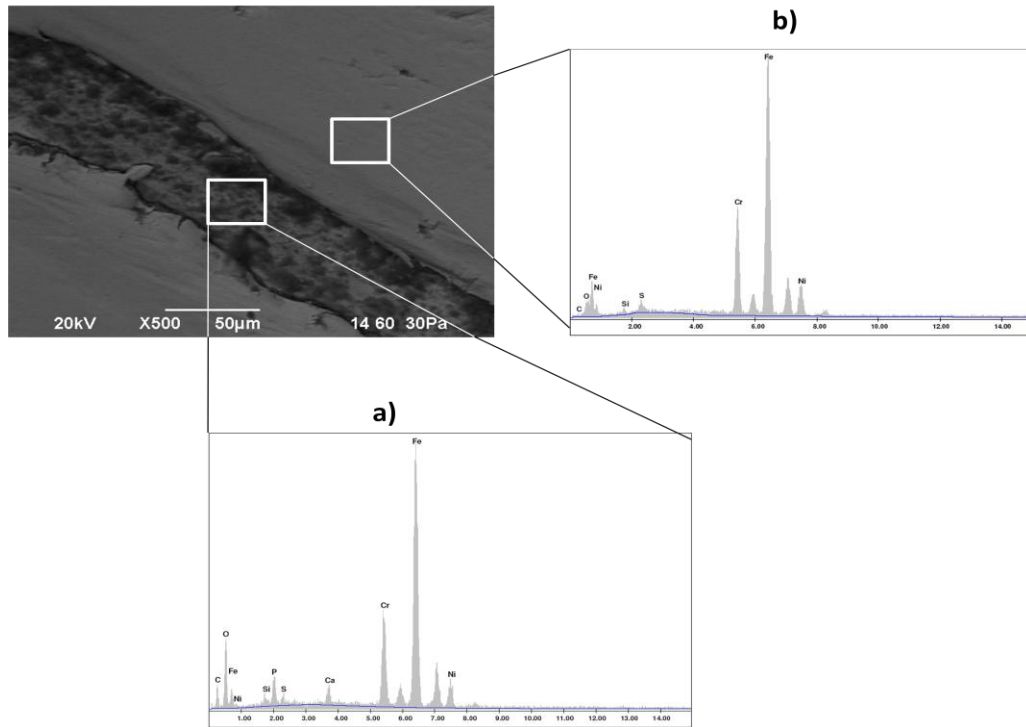 b)
20kV X500 50µm 14 60 30Pa
Fe
Cr
Fe
Ni
O
C
Si
S
Ni
2.00 4.00 6.00 8.00 10.00 12.00 14.00
a)
Fe
Cr
O
C
Fe
Ni
Si
P
S
Ca
Ni
1.00 2.00 3.00 4.00 5.00 6.00 7.00 8.00 9.00 10.00 11.00 12.00 13.00 14.00